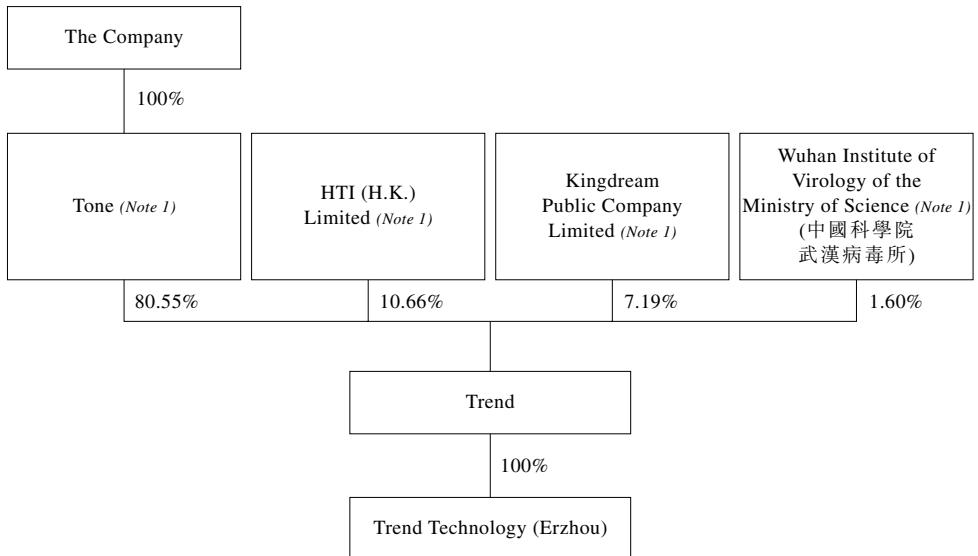 The Company
100%
Tone (Note 1)
HTI (H.K.)
Limited (Note 1)
Kingdream
Public Company
Limited (Note 1)
Wuhan Institute of
Virology of the
Ministry of Science (Note 1)
(中國科學院
武漢病毒所)
80.55%
10.66%
7.19%
1.60%
Trend
100%
Trend Technology (Erzhou)